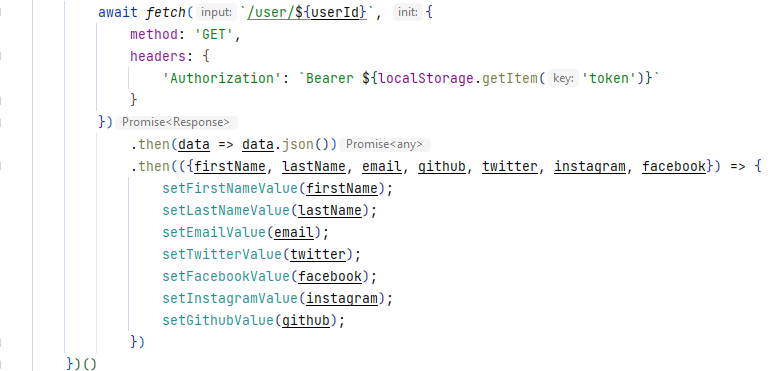 await fetch( input: `/user/${userId}`, init: {
method: 'GET',
headers: {
'Authorization': `Bearer ${localStorage.getItem( key: 'token')}`
}
}) Promise<Response>
.then(data => data.json()) Promise<any>
.then(({firstName, lastName, email, github, twitter, instagram, facebook}) => {
setFirstNameValue(firstName);
setLastNameValue(lastName);
setEmailValue(email);
setTwitterValue(twitter);
setFacebookValue(facebook);
setInstagramValue(instagram);
setGithubValue(github);
})
})()